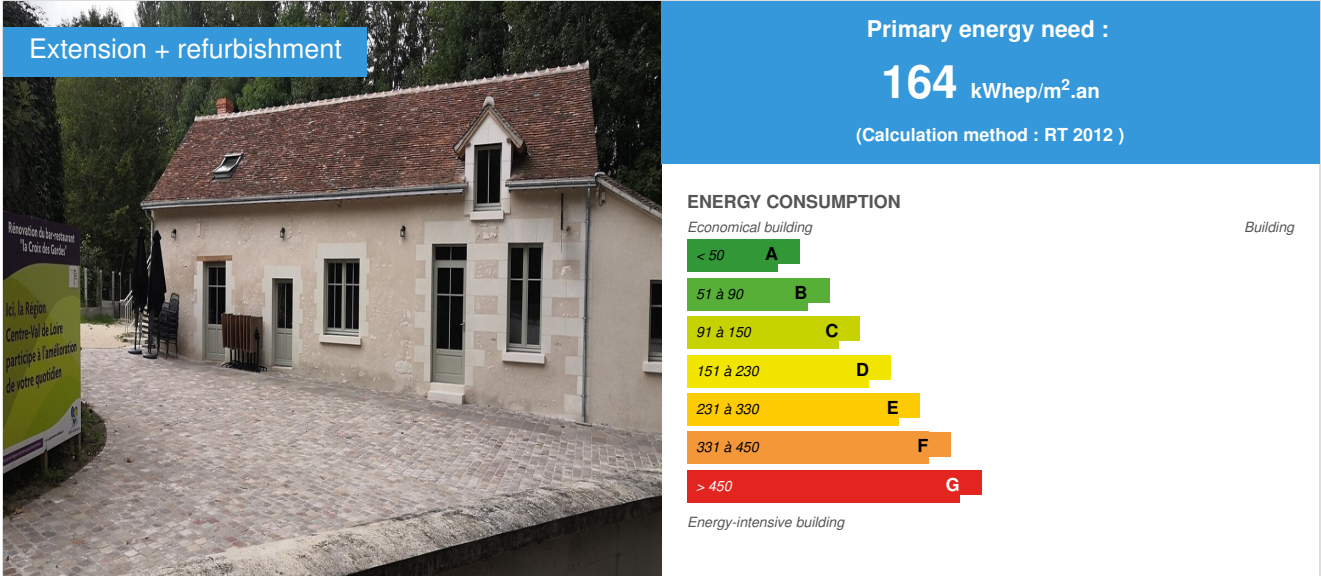 Extension + refurbishment
Rénovation du bar-restaurant
"la Croix des Gardes"
Ici, la Région
Centre-Val de Loire
participe à l'amélioration
de votre quotidien
Primary energy need :
164 kWhep/m².an
(Calculation method : RT 2012 )
ENERGY CONSUMPTION
Economical building
Building
< 50 A
51 à 90 B
91 à 150 C
151 à 230 D
231 à 330 E
331 à 450 F
> 450 G
Energy-intensive building